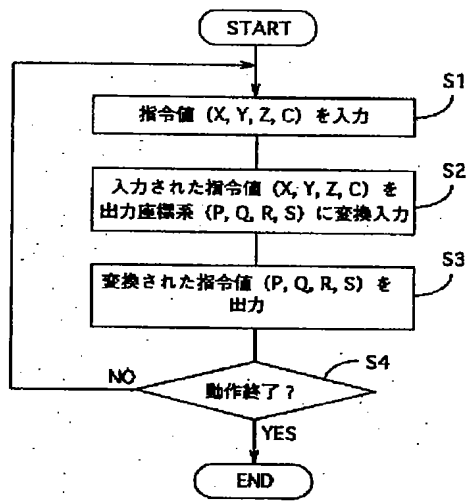 START
S1
指令値 (X, Y, Z, C) を入力
S2
入力された指令値 (X, Y, Z, C) を
出力座標系 (P, Q, R, S) に変換入力
S3
変換された指令値 (P, Q, R, S) を
出力
S4
NO
動作終了?
YES
END